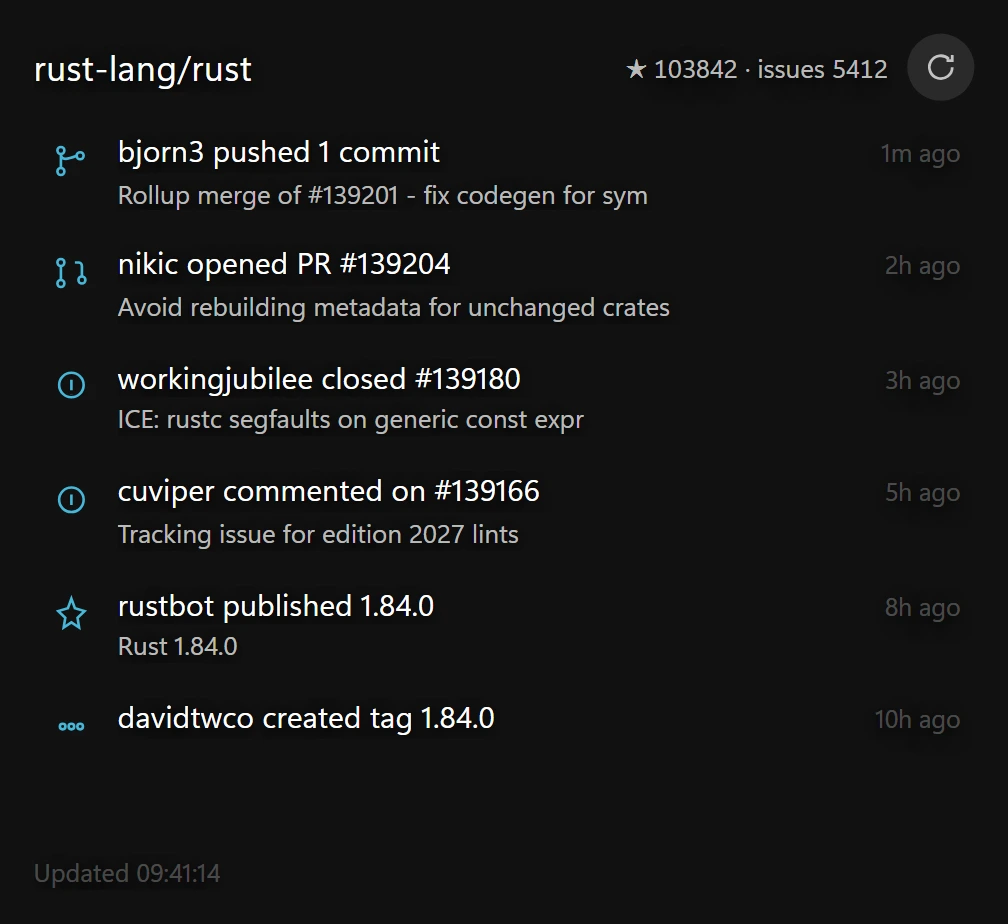 rust-lang/rust ★ 103842 · issues 5412
bjorn3 pushed 1 commit 1m ago
Rollup merge of #139201 - fix codegen for sym
nikic opened PR #139204 2h ago
Avoid rebuilding metadata for unchanged crates
workingjubilee closed #139180 3h ago
ICE: rustc segfaults on generic const expr
cuviper commented on #139166 5h ago
Tracking issue for edition 2027 lints
rustbot published 1.84.0 8h ago
Rust 1.84.0
davidtwco created tag 1.84.0 10h ago
Updated 09:41:14